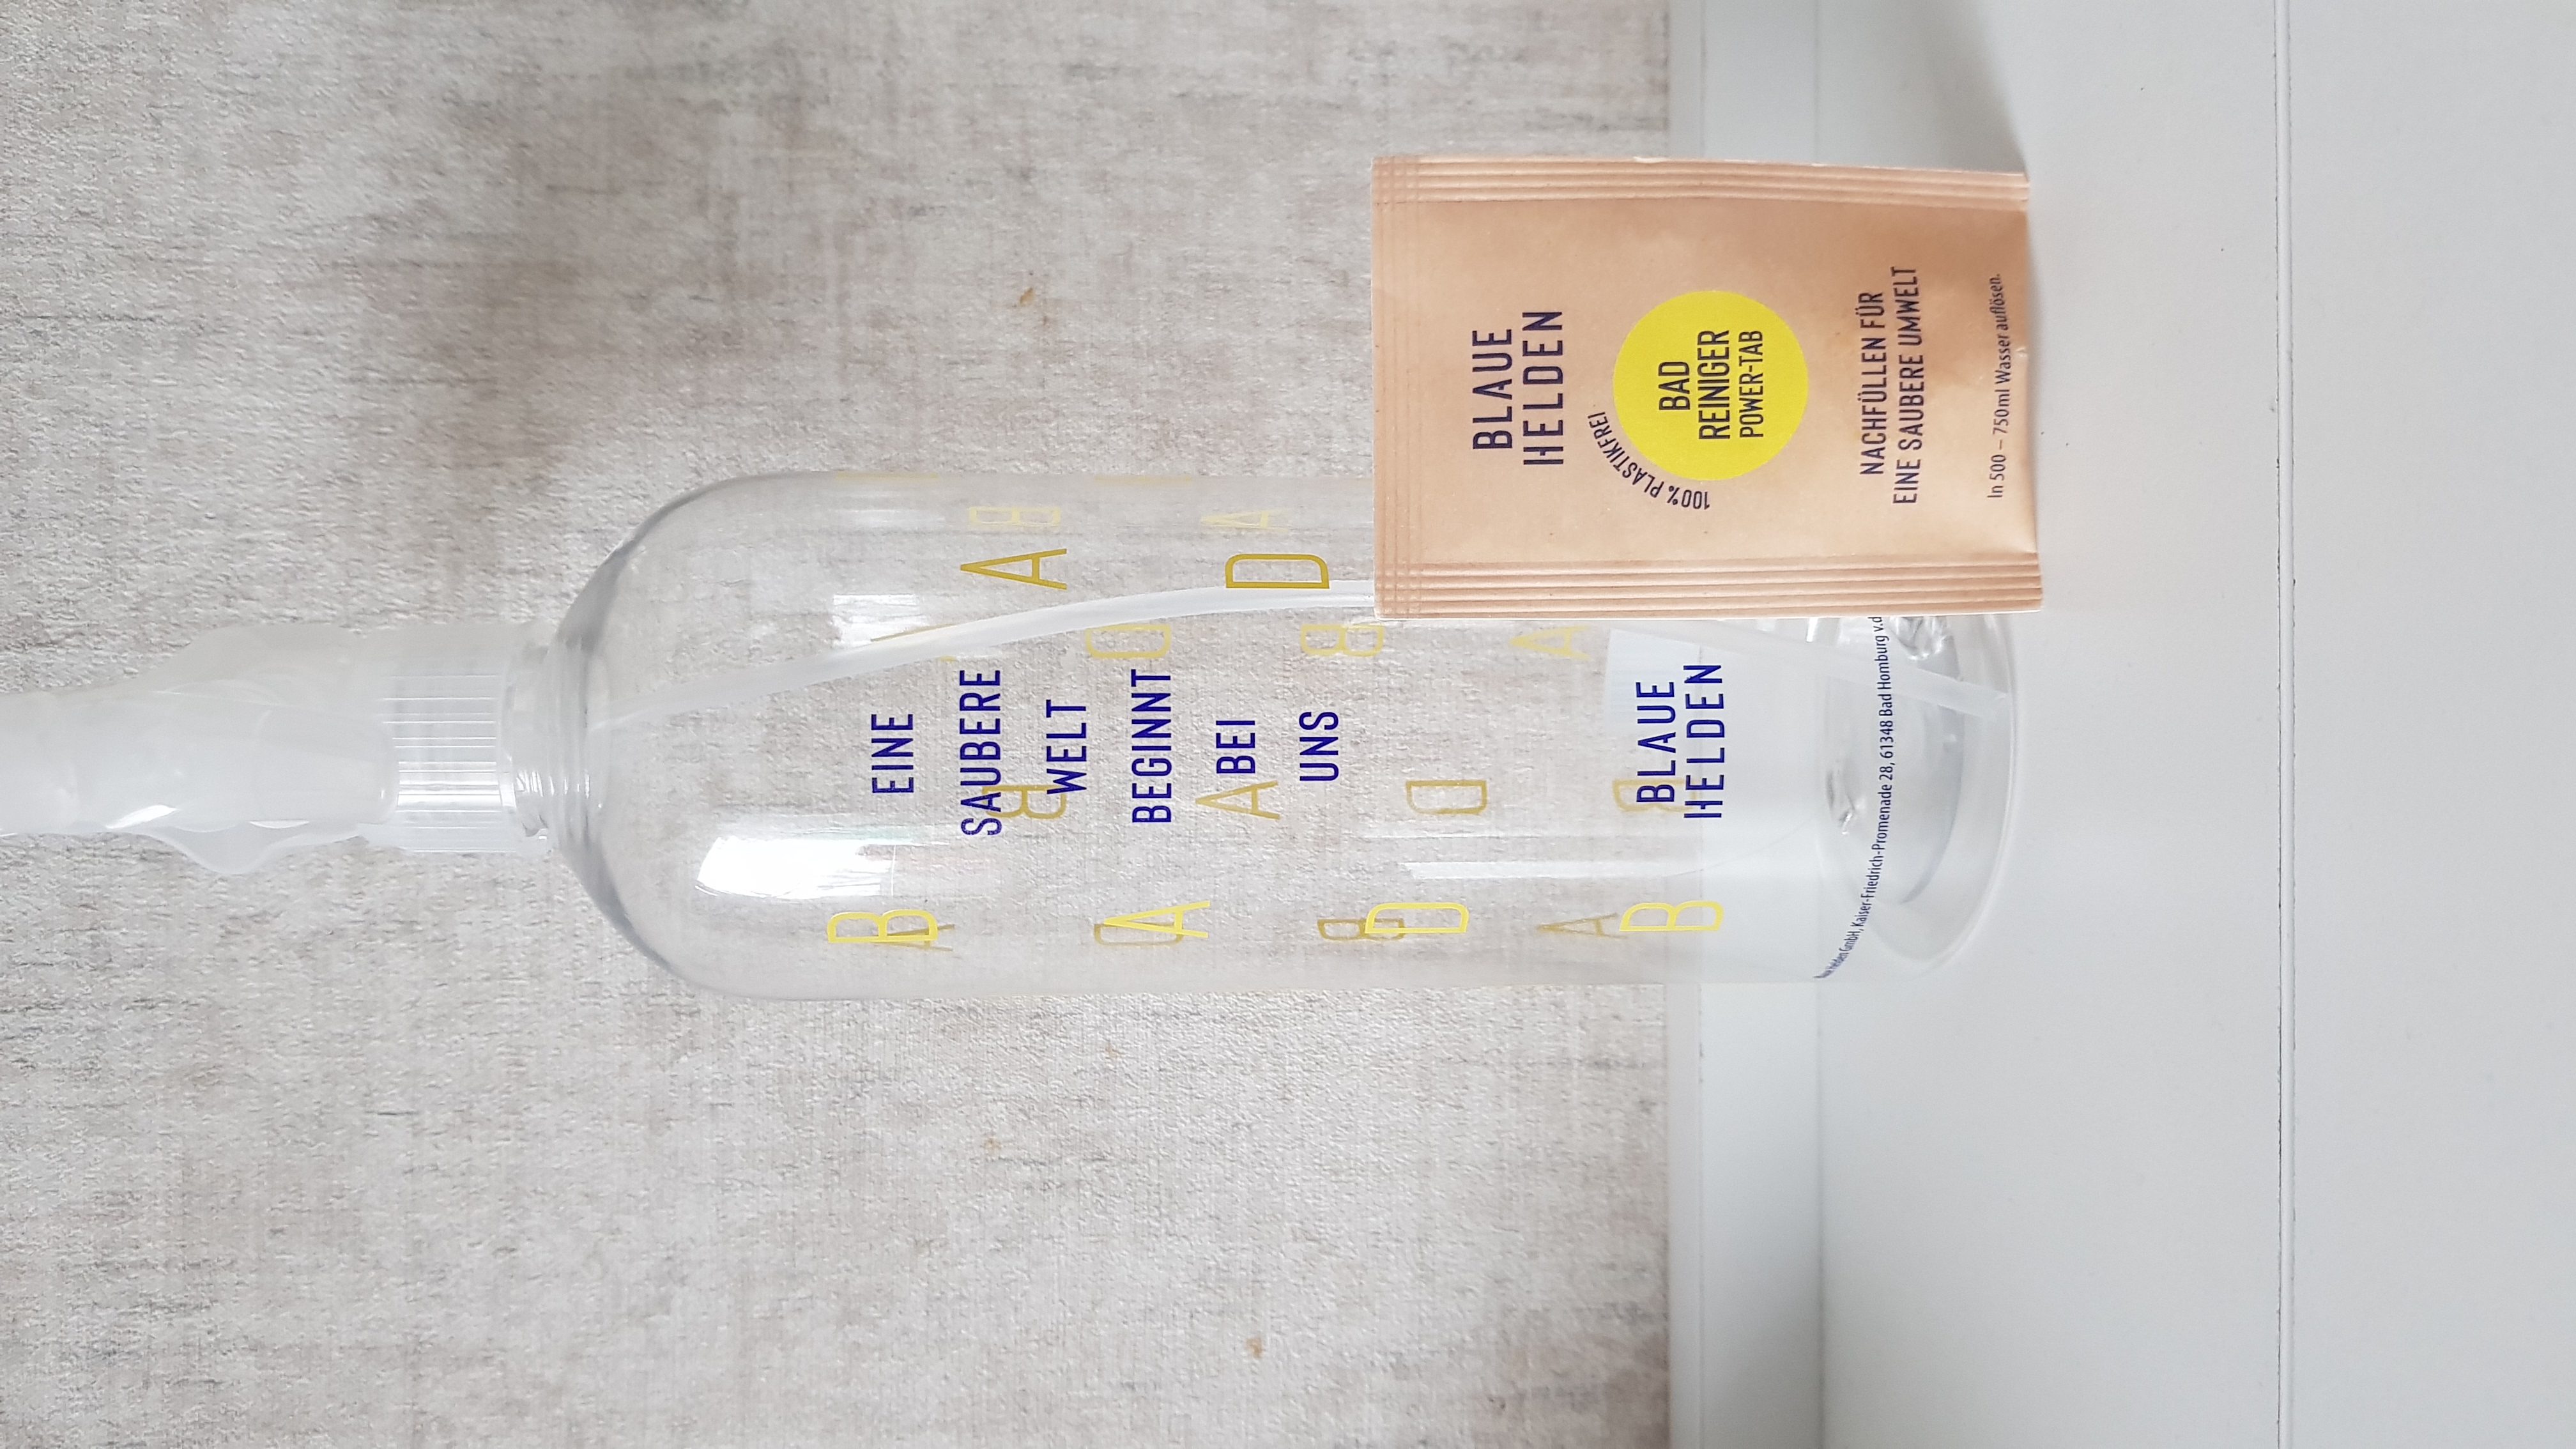 EINE
SAUBERE
WELT
BEGINNT
BEI
UNS
BLAUE
HELDEN
GmbH, Kaiser-Friedrich-Promenade 28, 61348 Bad Homburg v.d
B
A
D
B
A
D
BLAUE
HELDEN
100% PLASTIKFREI
BAD
REINIGER
POWER-TAB
NACHFÜLLEN FÜR
EINE SAUBERE UMWELT
In 500 – 750ml Wasser auflösen.